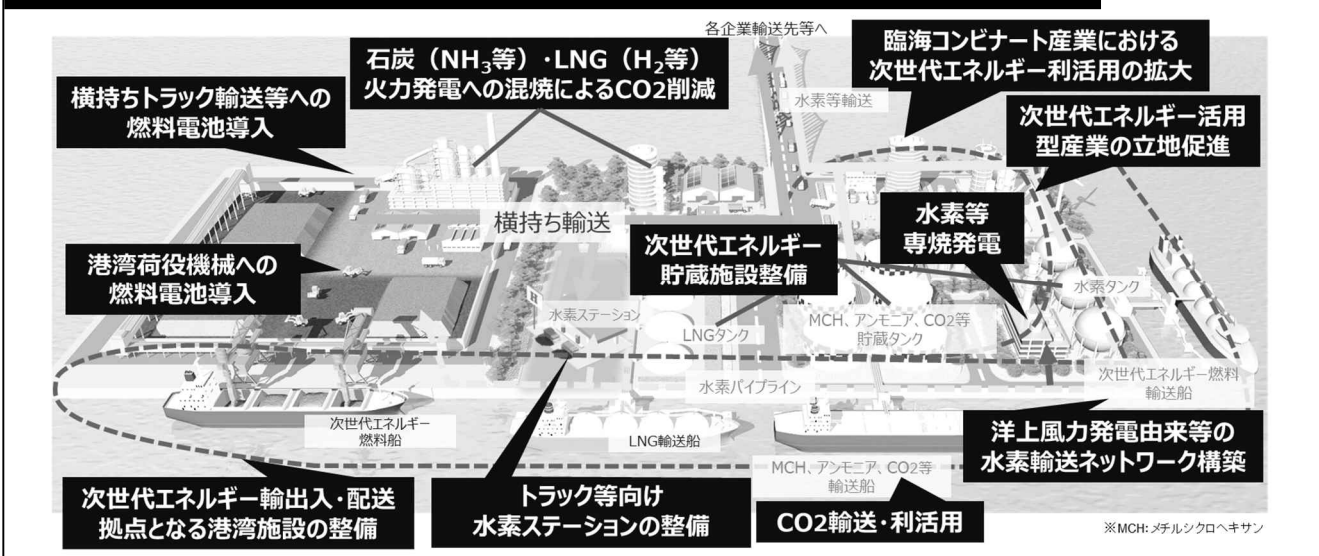 各企業輸送先等へ
石炭（NH3等）・LNG（H2等）
火力発電への混焼によるCO2削減
臨海コンビナート産業における
次世代エネルギー利活用の拡大
横持ちトラック輸送等への
燃料電池導入
水素等輸送
次世代エネルギー活用
型産業の立地促進
横持ち輸送
水素等
専焼発電
次世代エネルギー
貯蔵施設整備
港湾荷役機械への
燃料電池導入
水素タンク
水素ステーション
LNGタンク
MCH、アンモニア、CO2等
貯蔵タンク
水素パイプライン
次世代エネルギー燃料
輸送船
次世代エネルギー
燃料船
LNG輸送船
洋上風力発電由来等の
水素輸送ネットワーク構築
MCH、アンモニア、CO2等
輸送船
次世代エネルギー輸出入・配送
拠点となる港湾施設の整備
トラック等向け
水素ステーションの整備
CO2輸送・利活用
※MCH：メチルシクロヘキサン